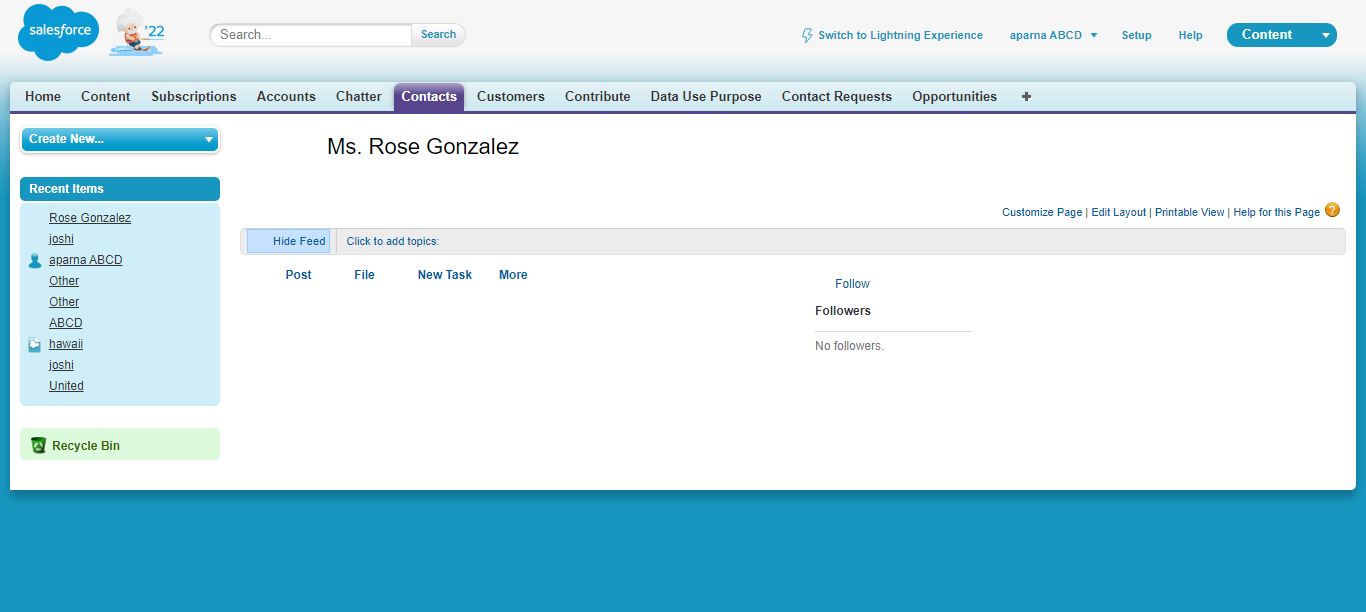 salesforce
'22
Search...
Search
Switch to Lightning Experience
aparna ABCD
Setup
Help
Content
Home Content Subscriptions Accounts Chatter Contacts Customers Contribute Data Use Purpose Contact Requests Opportunities +
Create New...
Ms. Rose Gonzalez
Recent Items
Rose Gonzalez
joshi
aparna ABCD
Other
Other
ABCD
hawaii
joshi
United
Recycle Bin
Customize Page | Edit Layout | Printable View | Help for this Page ?
Hide Feed
Click to add topics:
Post File New Task More
Follow
Followers
No followers.